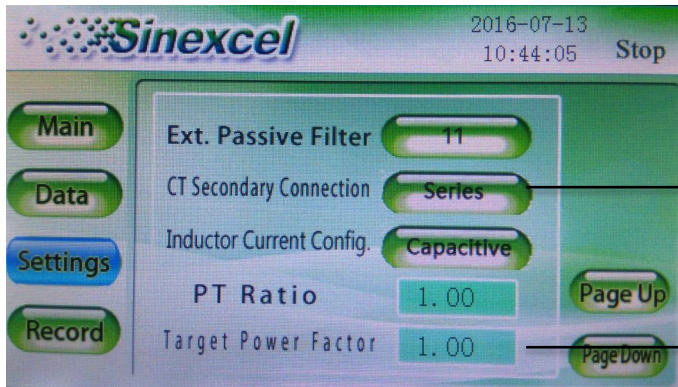 Sinexcel
2016-07-13
10:44:05 Stop
Main
Data
Settings
Record
Ext. Passive Filter 11
CT Secondary Connection Series
Inductor Current Config. Capacitive
PT Ratio 1.00
Target Power Factor 1.00
Page Up
Page Down